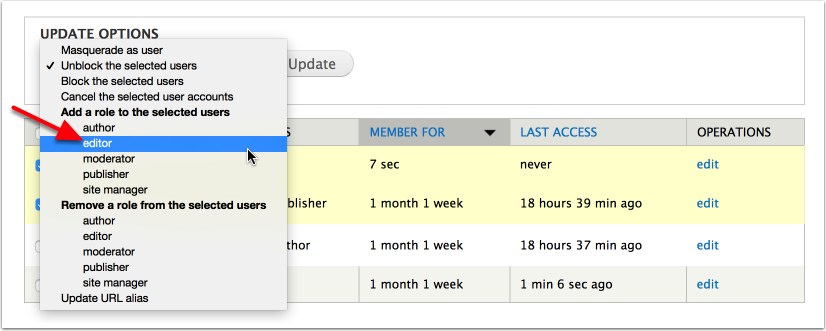 UPDATE OPTIONS
Masquerade as user
✓ Unblock the selected users
Update
Block the selected users
Cancel the selected user accounts
Add a role to the selected users
author
editor
moderator
publisher
site manager
Remove a role from the selected users
author
editor
moderator
publisher
site manager
Update URL alias
S MEMBER FOR LAST ACCESS OPERATIONS
7 sec never edit
blisher 1 month 1 week 18 hours 39 min ago edit
thor 1 month 1 week 18 hours 37 min ago edit
1 month 1 week 1 min 6 sec ago edit